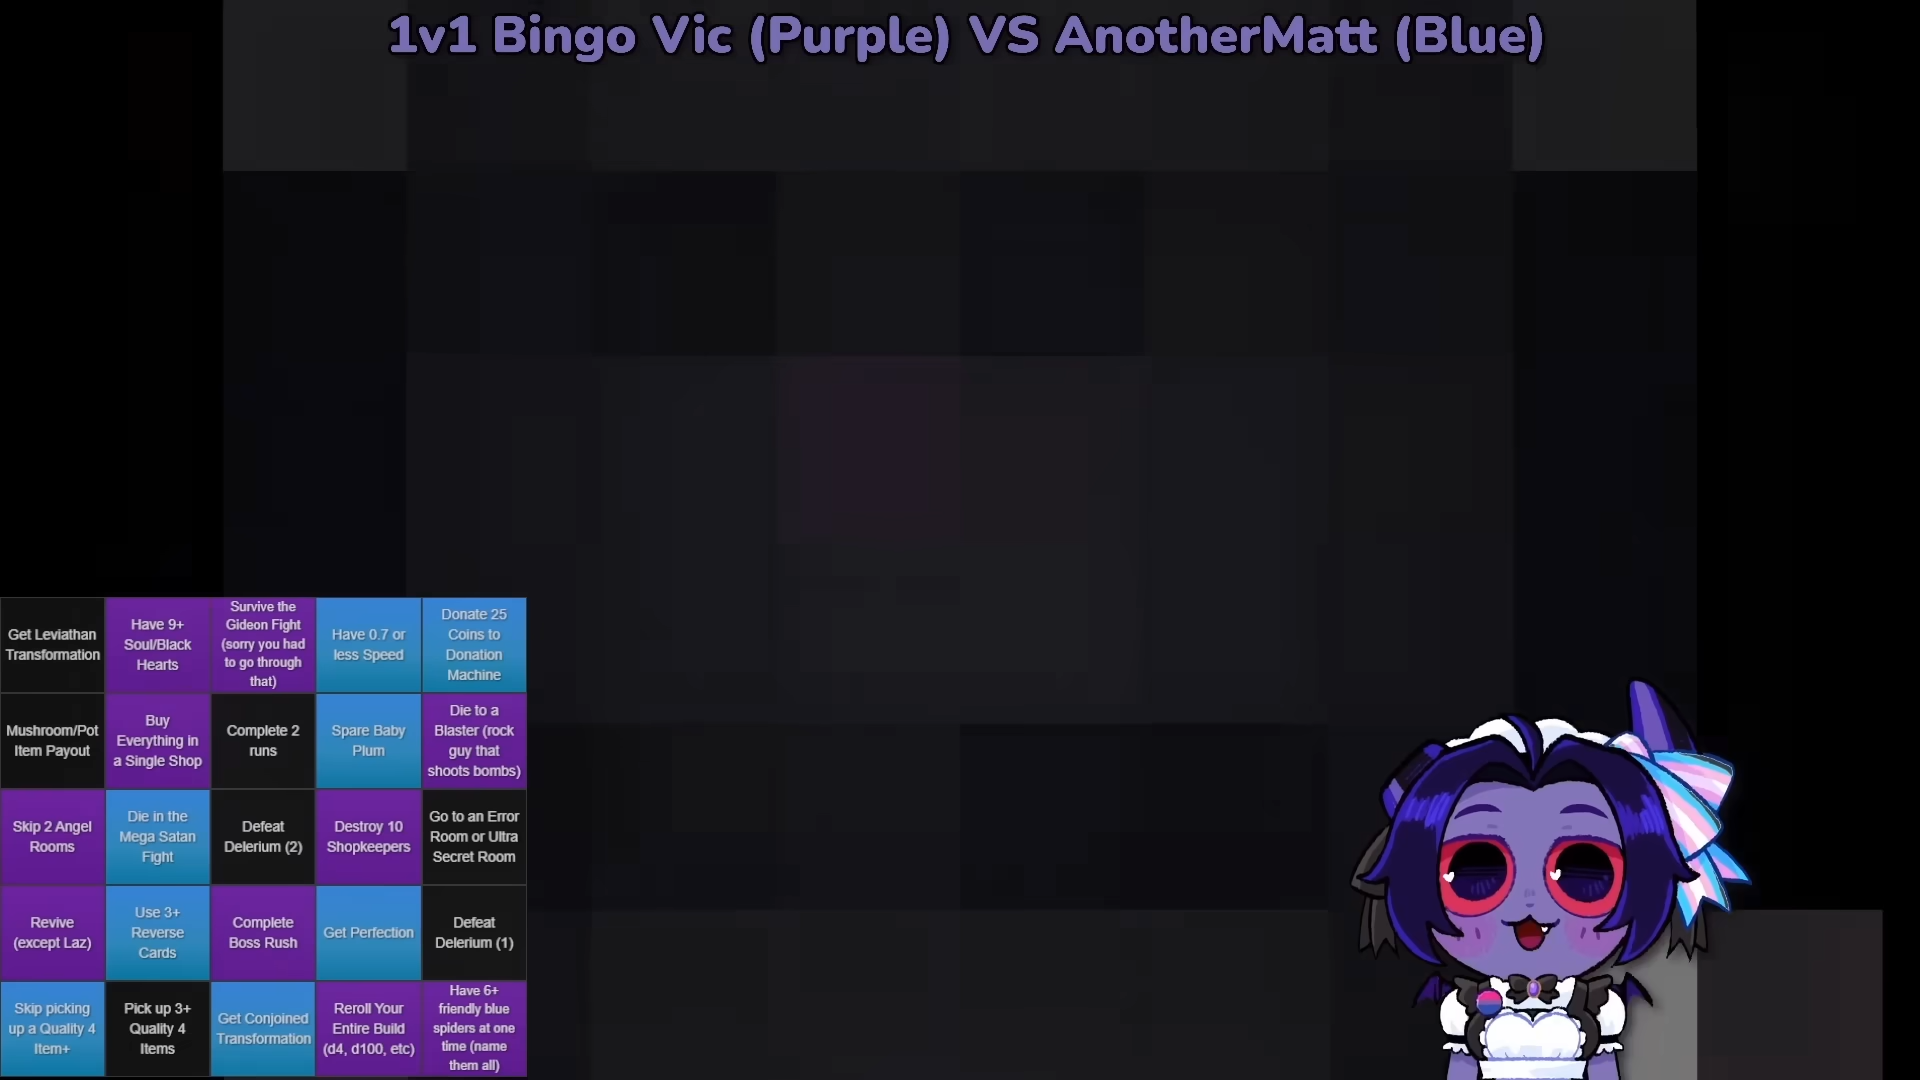 1v1 Bingo Vic (Purple) VS AnotherMatt (Blue)
Get Leviathan
Transformation
Have 9+
Soul/Black
Hearts
Survive the
Gideon Fight
(sorry you had
to go through
that)
Have 0.7 or
less Speed
Donate 25
Coins to
Donation
Machine
Mushroom/Pot
Item Payout
Buy
Everything in
a Single Shop
Complete 2
runs
Spare Baby
Plum
Die to a
Blaster (rock
guy that
shoots bombs)
Skip 2 Angel
Rooms
Die in the
Mega Satan
Fight
Defeat
Delerium (2)
Destroy 10
Shopkeepers
Go to an Error
Room or Ultra
Secret Room
Revive
(except Laz)
Use 3+
Reverse
Cards
Complete
Boss Rush
Get Perfection
Defeat
Delerium (1)
Skip picking
up a Quality 4
Item+
Pick up 3+
Quality 4
Items
Get Conjoined
Transformation
Reroll Your
Entire Build
(d4, d100, etc)
Have 6+
friendly blue
spiders at one
time (name
them all)